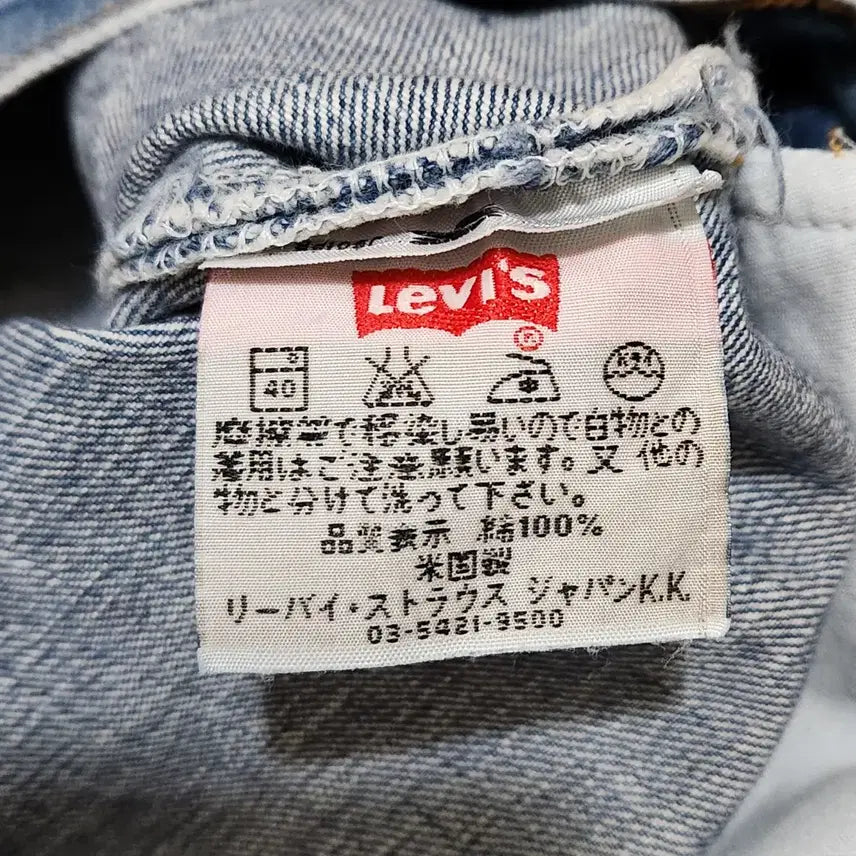 Levi's
®
40
摩擦等で移染し易いので白物との
着用はご注意願います。又 他の
物と分けて洗って下さい。
品質表示 綿100%
米国製
リーバイ・ストラウス ジャパンK.K.
03-5421-9500